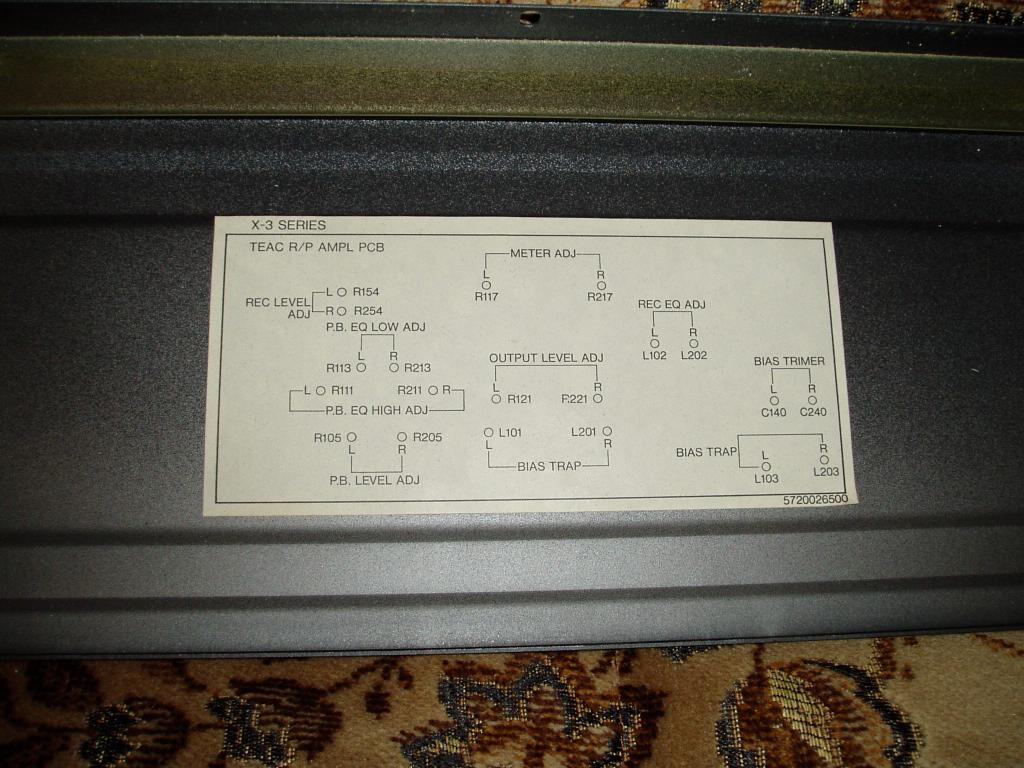 X-3 SERIES
TEAC R/P AMPL PCB
METER ADJ
L R
R117 R217
REC LEVEL ADJ
L R154
R R254
REC EQ ADJ
L R
L102 L202
P.B. EQ LOW ADJ
L R
R113 R213
OUTPUT LEVEL ADJ
L R
R121 R221
BIAS TRIMER
L R
C140 C240
L R111 R211 R
P.B. EQ HIGH ADJ
R105 R205
L R
P.B. LEVEL ADJ
L101 L201
L R
BIAS TRAP
BIAS TRAP
L R
L103 L203
5720026500